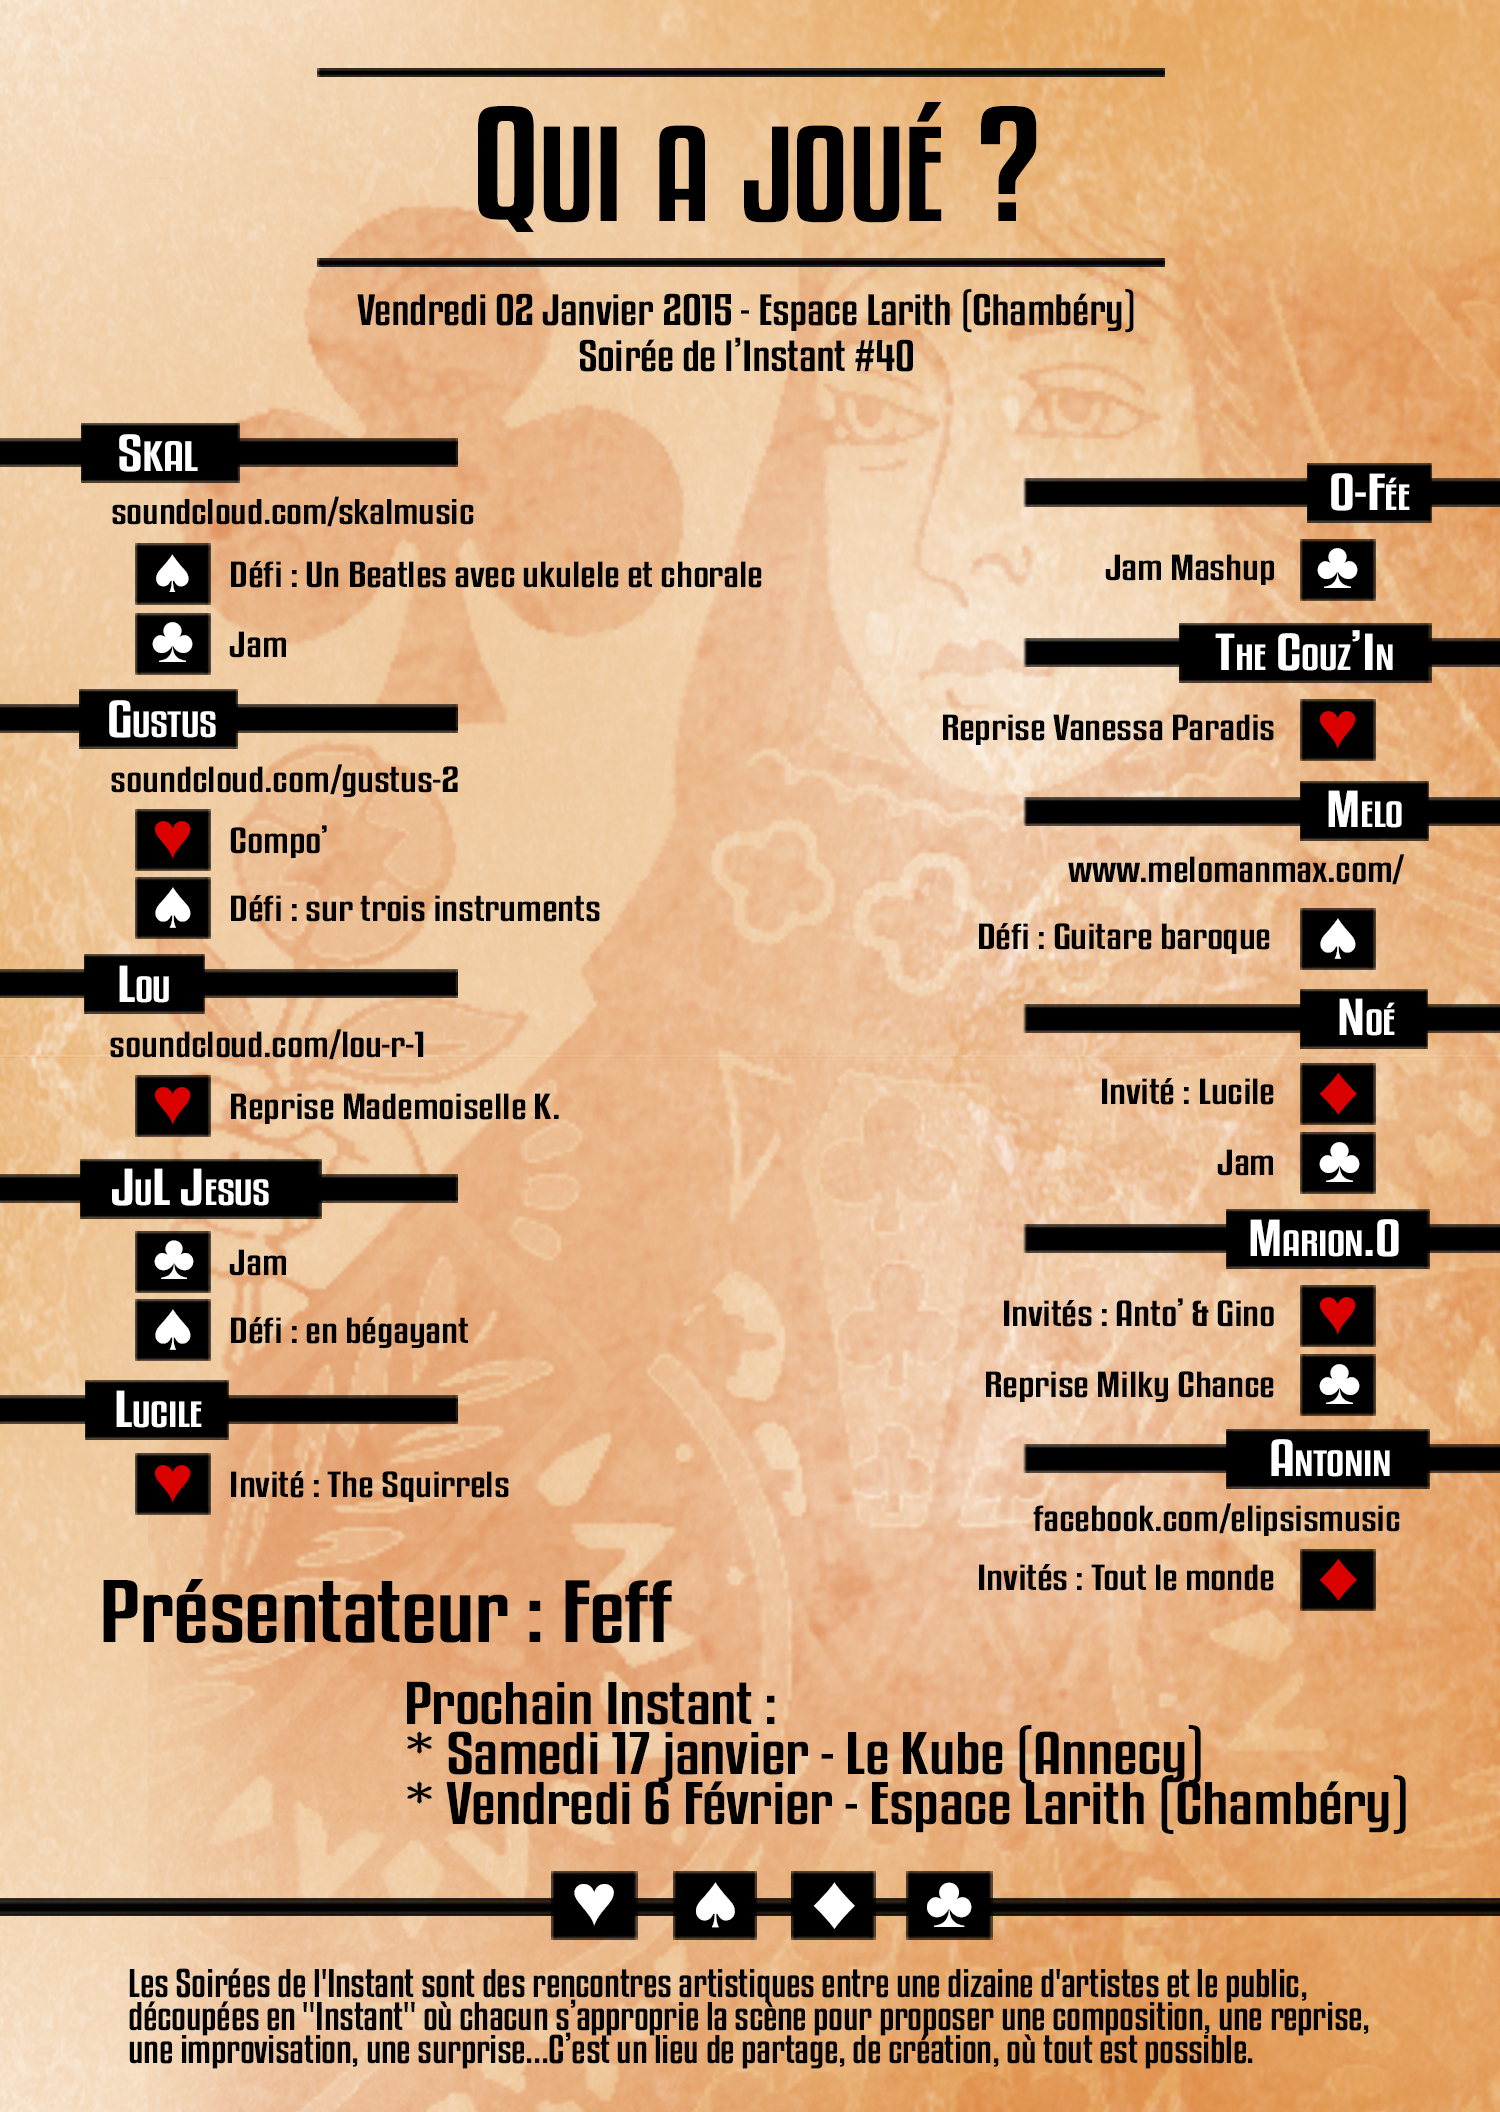 Qui a joué ?
Vendredi 02 Janvier 2015 - Espace Larith (Chambéry)
Soirée de l'Instant #40
Skal
soundcloud.com/skalmusic
Défi : Un Beatles avec ukulele et chorale
Jam
Gustus
soundcloud.com/gustus-2
Compo'
Défi : sur trois instruments
Lou
soundcloud.com/lou-r-1
Reprise Mademoiselle K.
JuL Jesus
Jam
Défi : en bégayant
Lucile
Invité : The Squirrels
O-Fée
Jam Mashup
The Couz'In
Reprise Vanessa Paradis
Melo
www.melomanmax.com/
Défi : Guitare baroque
Noé
Invité : Lucile
Jam
Marion.O
Invités : Anto' & Gino
Reprise Milky Chance
Antonin
facebook.com/elipsismusic
Invités : Tout le monde
Présentateur : Feff
Prochain Instant :
* Samedi 17 janvier - Le Kube (Annecy)
* Vendredi 6 Février - Espace Larith (Chambéry)
Les Soirées de l'Instant sont des rencontres artistiques entre une dizaine d'artistes et le public,
découpées en "Instant" où chacun s'approprie la scène pour proposer une composition, une reprise,
une improvisation, une surprise...C'est un lieu de partage, de création, où tout est possible.